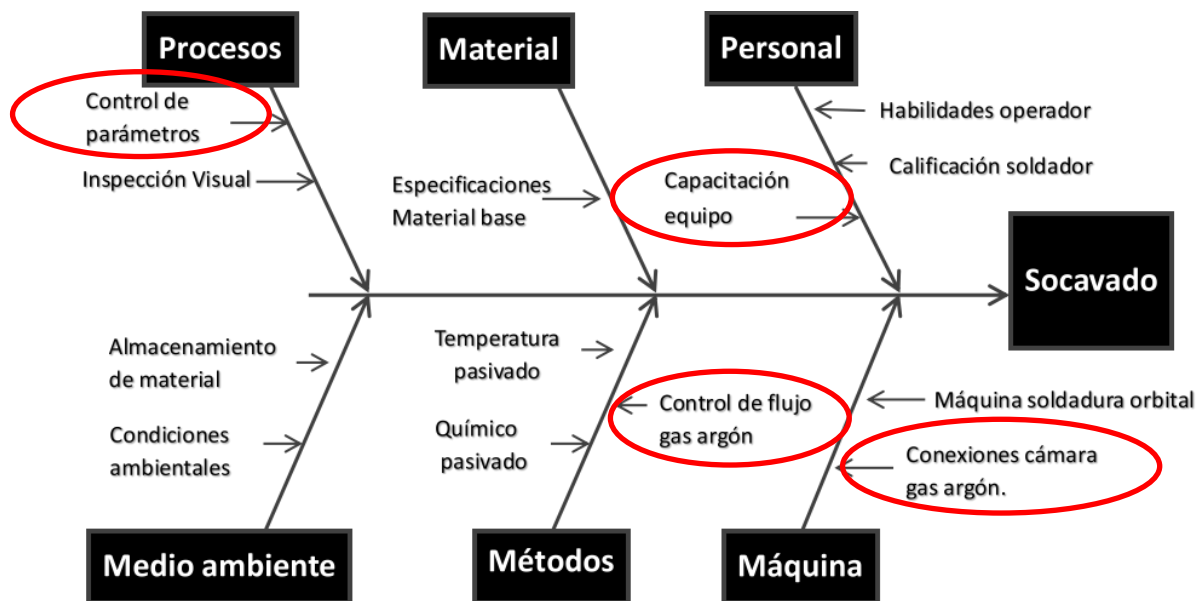 Procesos
Material
Personal
Control de
parámetros
Inspección Visual
Especificaciones
Material base
Habilidades operador
Calificación soldador
Capacitación
equipo
Socavado
Almacenamiento
de material
Condiciones
ambientales
Temperatura
pasivado
Químico
pasivado
Control de flujo
gas argón
Máquina soldadura orbital
Conexiones cámara
gas argón.
Medio ambiente
Métodos
Máquina